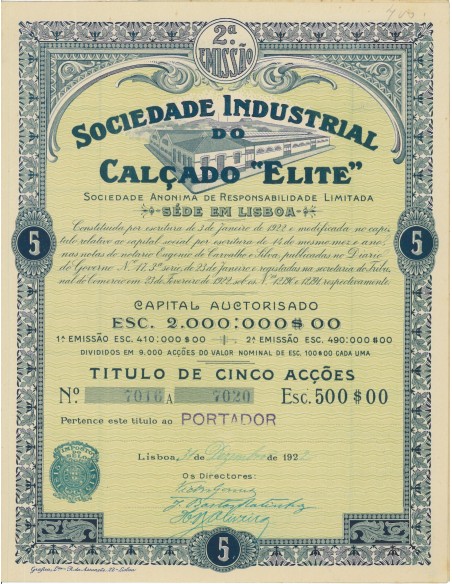 2ª
EMISSÃO
SOCIEDADE INDUSTRIAL
DO
CALÇADO "ELITE"
SOCIEDADE ANONIMA DE RESPONSABILIDADE LIMITADA
SÉDE EM LISBOA
Constituida por escritura de 3 de janeiro de 1922 e modificada no capi-
tulo relativo ao capital social por escritura de 14 do mesmo mez e ano,
nas notas do notario Eugenio de Carvalho e Silva, publicadas no Diario
do Governo Nº 17, 3ª serie, de 23 de janeiro e registadas na secretaria do Tribu-
nal do Comercio em 23 de Fevereiro de 1922, sob os Nos respectivamente.
5
5
CAPITAL AUCTORISADO
ESC. 2.000:000$00
1ª EMISSÃO ESC. 410:000$00 2ª EMISSÃO ESC. 490:000$00
DIVIDIDOS EM 9.000 ACÇÕES DO VALOR NOMINAL DE ESC. 100$00 CADA UMA
TITULO DE CINCO ACÇÕES
Nº 7016 A 7020 ESC. 500$00
Pertence este titulo ao PORTADOR
Lisboa, de Dezembro de 192
Os Directores:
IMPOSTO
5
5
5